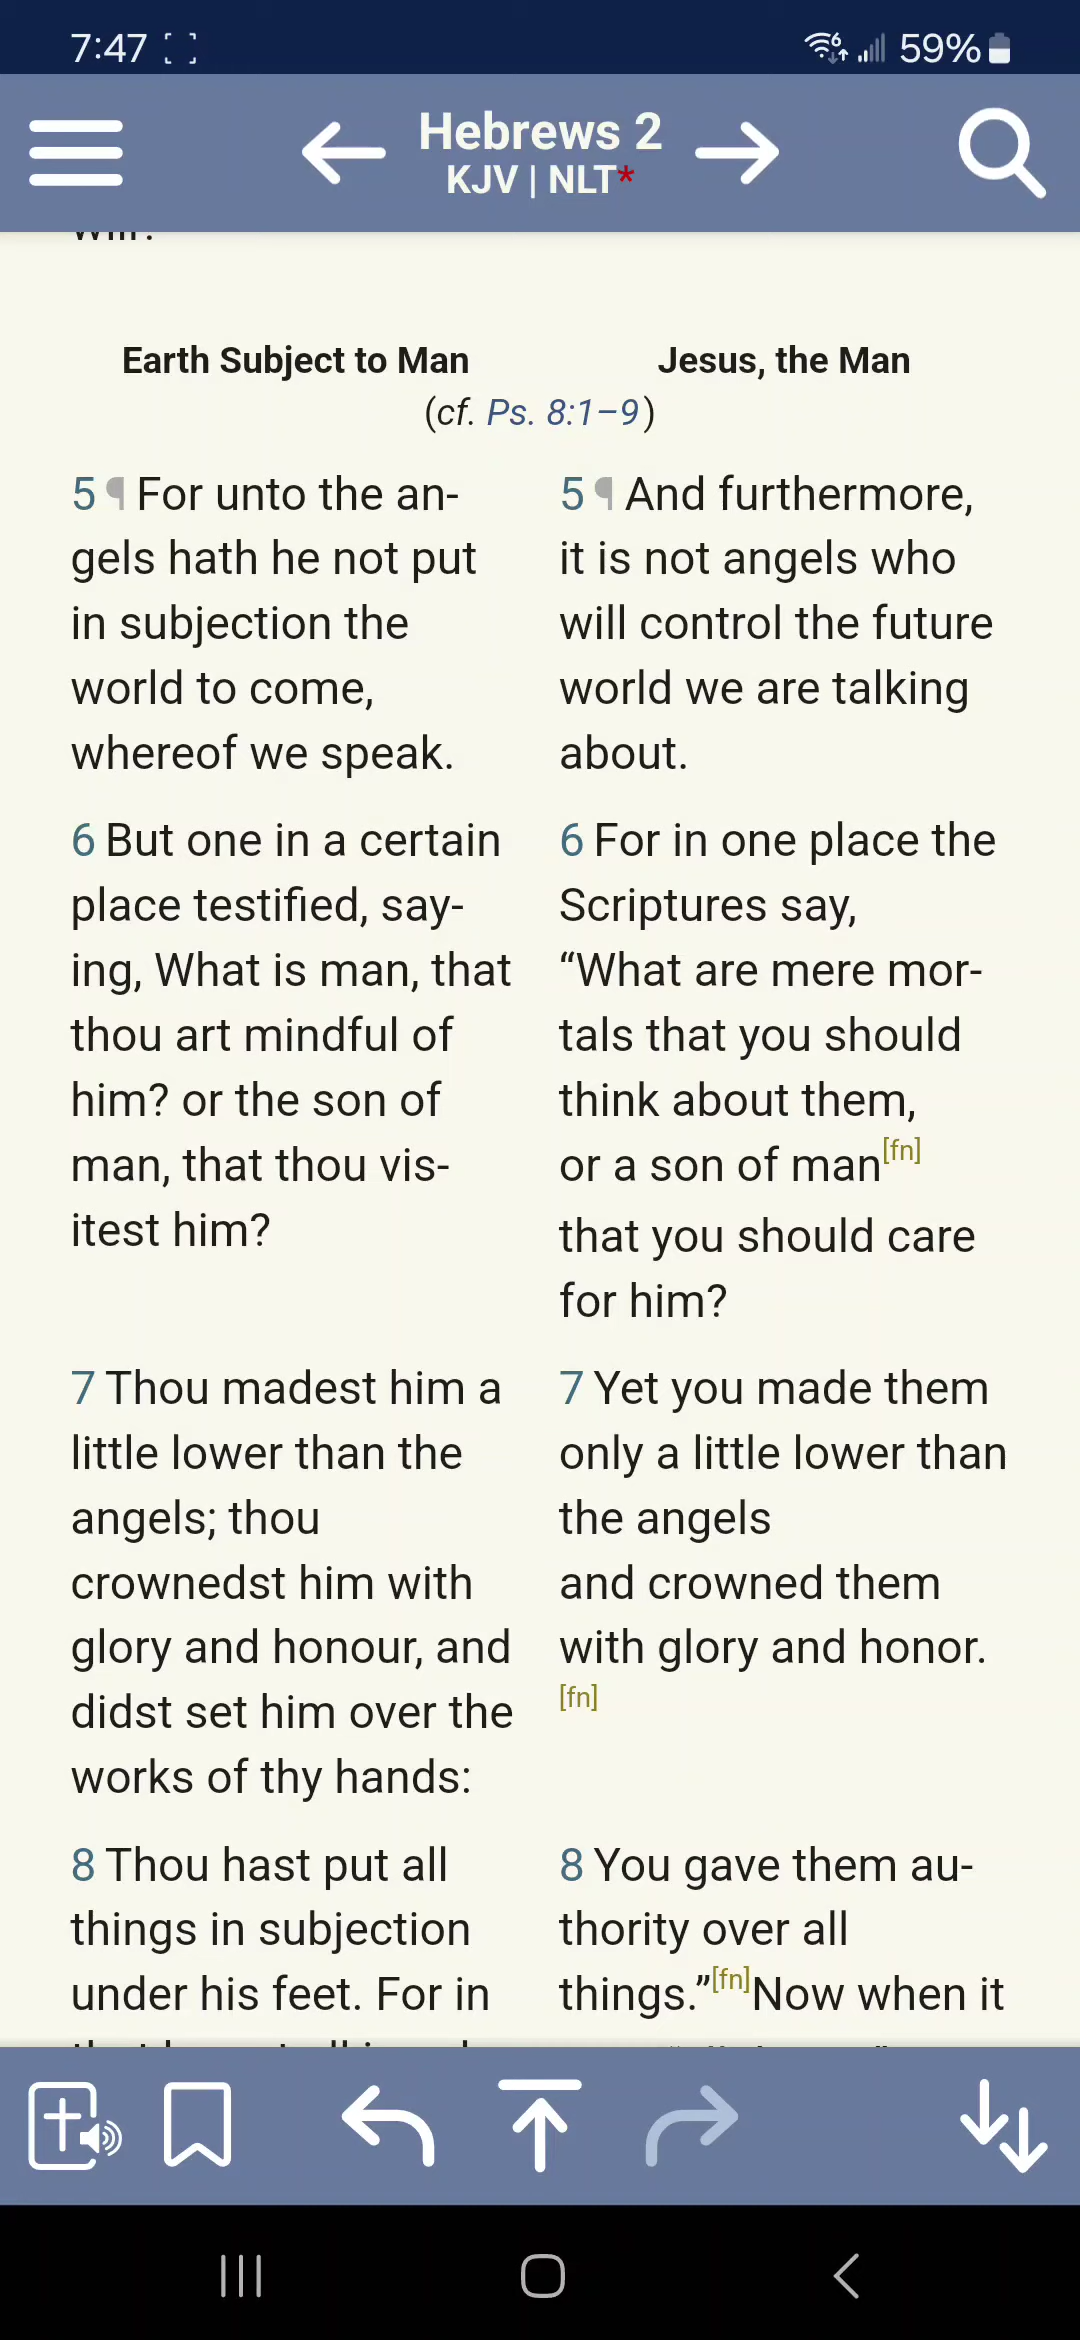 7:47
6
59%
Hebrews 2
KJV | NLT*
Earth Subject to Man
Jesus, the Man
(cf. Ps. 8:1–9)
5 ¶ For unto the an-
gels hath he not put
in subjection the
world to come,
whereof we speak.
5 ¶ And furthermore,
it is not angels who
will control the future
world we are talking
about.
6 But one in a certain
place testified, say-
ing, What is man, that
thou art mindful of
him? or the son of
man, that thou vis-
itest him?
6 For in one place the
Scriptures say,
“What are mere mor-
tals that you should
think about them,
or a son of man[fn]
that you should care
for him?
7 Thou madest him a
little lower than the
angels; thou
crownedst him with
glory and honour, and
didst set him over the
works of thy hands:
7 Yet you made them
only a little lower than
the angels
and crowned them
with glory and honor.
[fn]
8 Thou hast put all
things in subjection
under his feet. For in
8 You gave them au-
thority over all
things.”[fn]Now when it